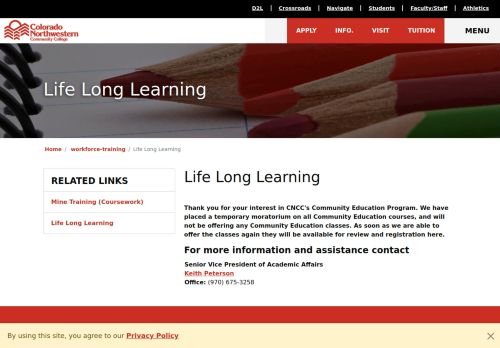 D2L | Crossroads | Navigate | Students | Faculty/Staff | Athletics
Colorado
Northwestern
Community College
APPLY INFO. VISIT TUITION MENU
Life Long Learning
Home / workforce-training / Life Long Learning
RELATED LINKS
Mine Training (Coursework)
Life Long Learning
Life Long Learning
Thank you for your interest in CNCC's Community Education Program. We have
placed a temporary moratorium on all Community Education courses, and will
not be offering any Community Education classes. As soon as we are able to
offer the classes again they will be available for review and registration here.
For more information and assistance contact
Senior Vice President of Academic Affairs
Keith Peterson
Office: (970) 675-3258
By using this site, you agree to our Privacy Policy